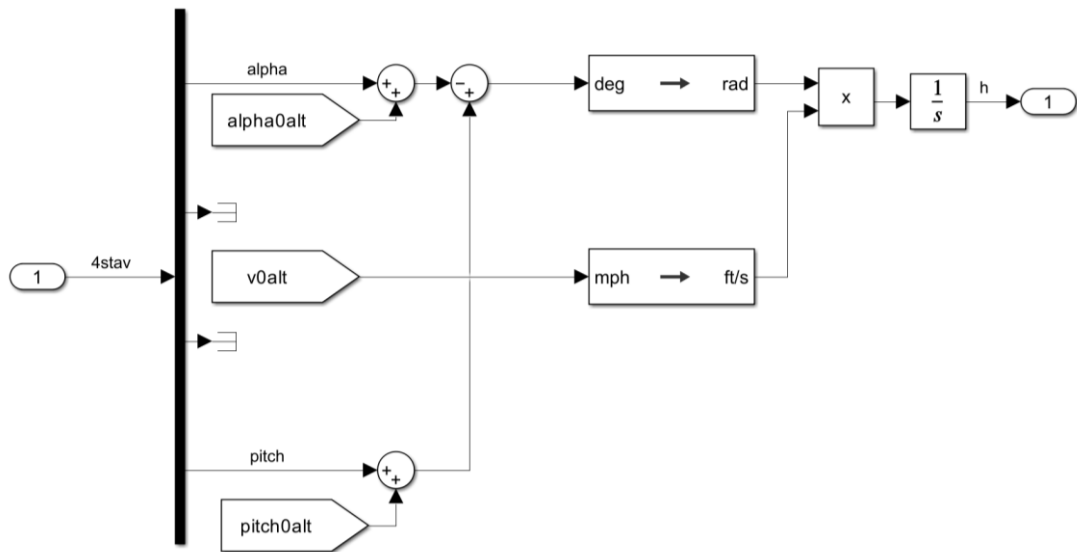 alpha
+
+
−
+
alpha0alt
deg → rad
x
1
s
h
1
1
4stav
v0alt
mph → ft/s
pitch
+
+
pitch0alt